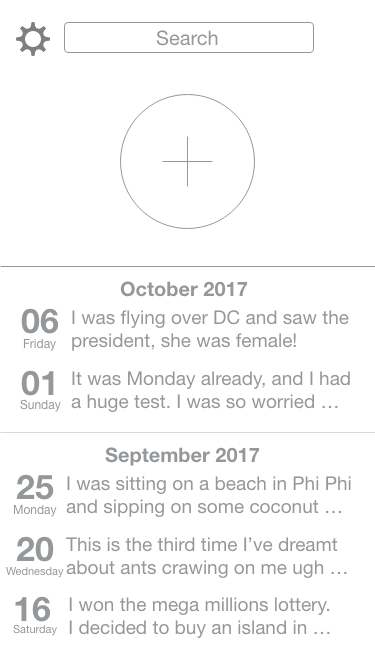 Search
October 2017
06
Friday
I was flying over DC and saw the
president, she was female!
01
Sunday
It was Monday already, and I had
a huge test. I was so worried …
September 2017
25
Monday
I was sitting on a beach in Phi Phi
and sipping on some coconut …
20
Wednesday
This is the third time I’ve dreamt
about ants crawing on me ugh …
16
Saturday
I won the mega millions lottery.
I decided to buy an island in …